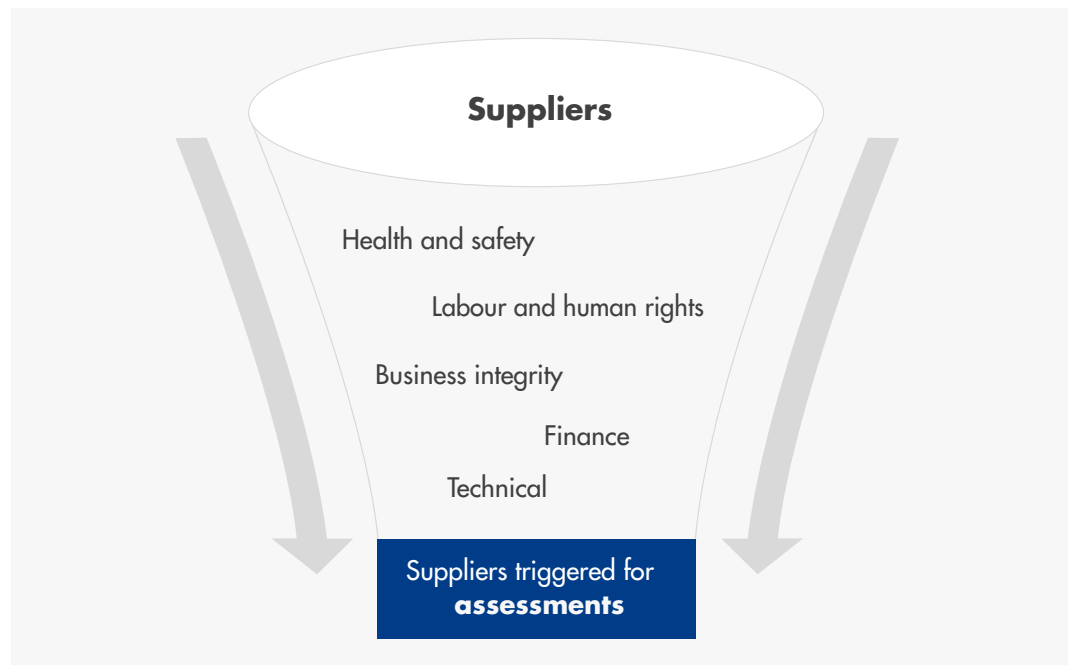 Suppliers
Health and safety
Labour and human rights
Business integrity
Finance
Technical
Suppliers triggered for
assessments